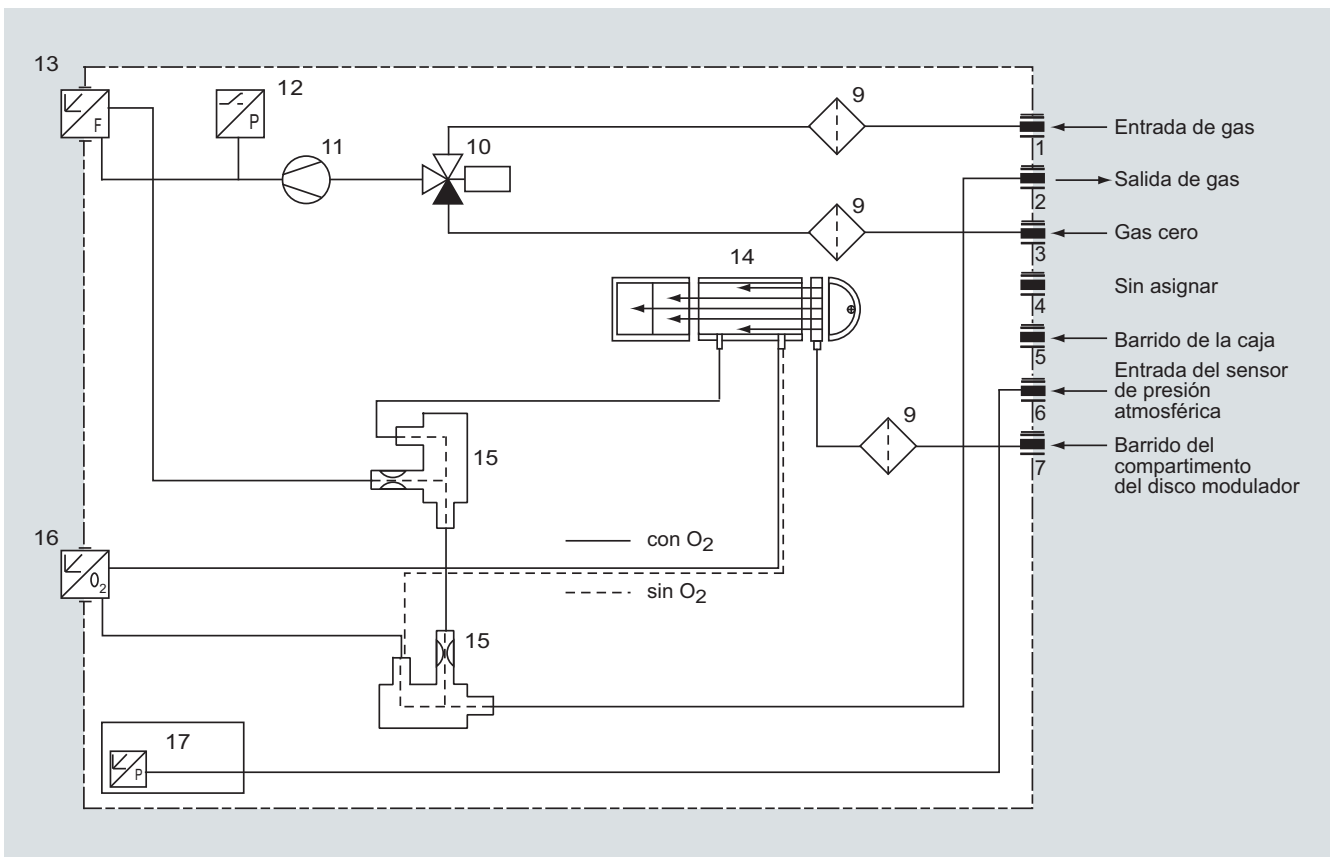 13
F
12
P
11
10
9
Entrada de gas
1
Salida de gas
2
9
Gas cero
3
14
Sin asignar
4
Barrido de la caja
5
Entrada del sensor
de presión
atmosférica
6
9
Barrido del
compartimento
del disco modulador
7
15
16
O2
con O2
sin O2
15
17
P